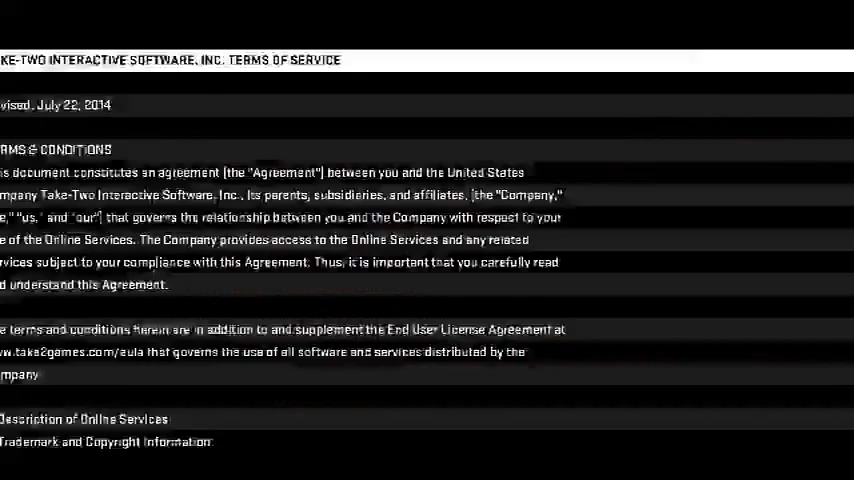 KE-TWO INTERACTIVE SOFTWARE, INC. TERMS OF SERVICE
vised, July 22, 2014
RMS & CONDITIONS
is document constitutes an agreement [the "Agreement"] between you and the United States
mpany Take-Two Interactive Software, Inc., its parents, subsidiaries, and affiliates, [the "Company,"
e," "us," and "our"] that governs the relationship between you and the Company with respect to your
e of the Online Services. The Company provides access to the Online Services and any related
rvices subject to your compliance with this Agreement. Thus, it is important that you carefully read
d understand this Agreement.
e terms and conditions herein are in addition to and supplement the End User License Agreement at
ww.take2games.com/eula that governs the use of all software and services distributed by the
mpany
Description of Online Services
Trademark and Copyright Information